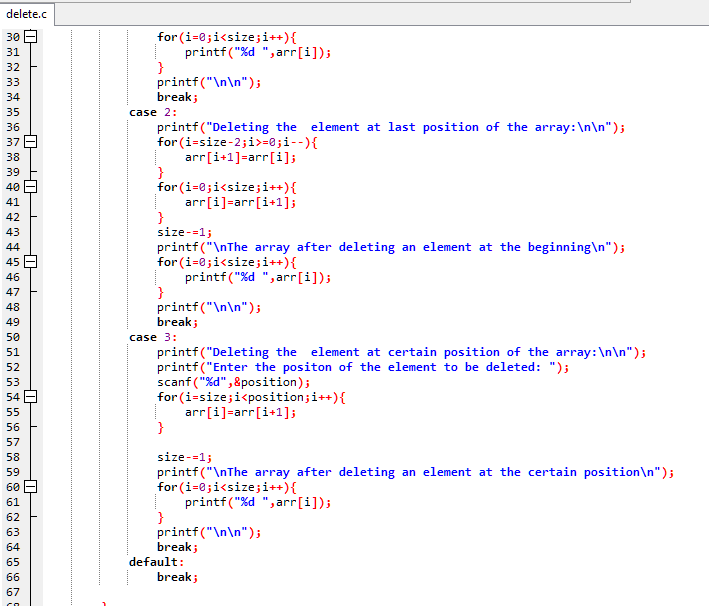 delete.c
30 for(i=0;i<size;i++){
31 printf("%d ",arr[i]);
32 }
33 printf("\n\n");
34 break;
35 case 2:
36 printf("Deleting the  element at last position of the array:\n\n");
37 for(i=size-2;i>=0;i--){
38 arr[i+1]=arr[i];
39 }
40 for(i=0;i<size;i++){
41 arr[i]=arr[i+1];
42 }
43 size-=1;
44 printf("\nThe array after deleting an element at the beginning\n");
45 for(i=0;i<size;i++){
46 printf("%d ",arr[i]);
47 }
48 printf("\n\n");
49 break;
50 case 3:
51 printf("Deleting the  element at certain position of the array:\n\n");
52 printf("Enter the positon of the element to be deleted: ");
53 scanf("%d",&position);
54 for(i=size;i<position;i++){
55 arr[i]=arr[i+1];
56 }
57
58 size-=1;
59 printf("\nThe array after deleting an element at the certain position\n");
60 for(i=0;i<size;i++){
61 printf("%d ",arr[i]);
62 }
63 printf("\n\n");
64 break;
65 default:
66 break;
67
68 }